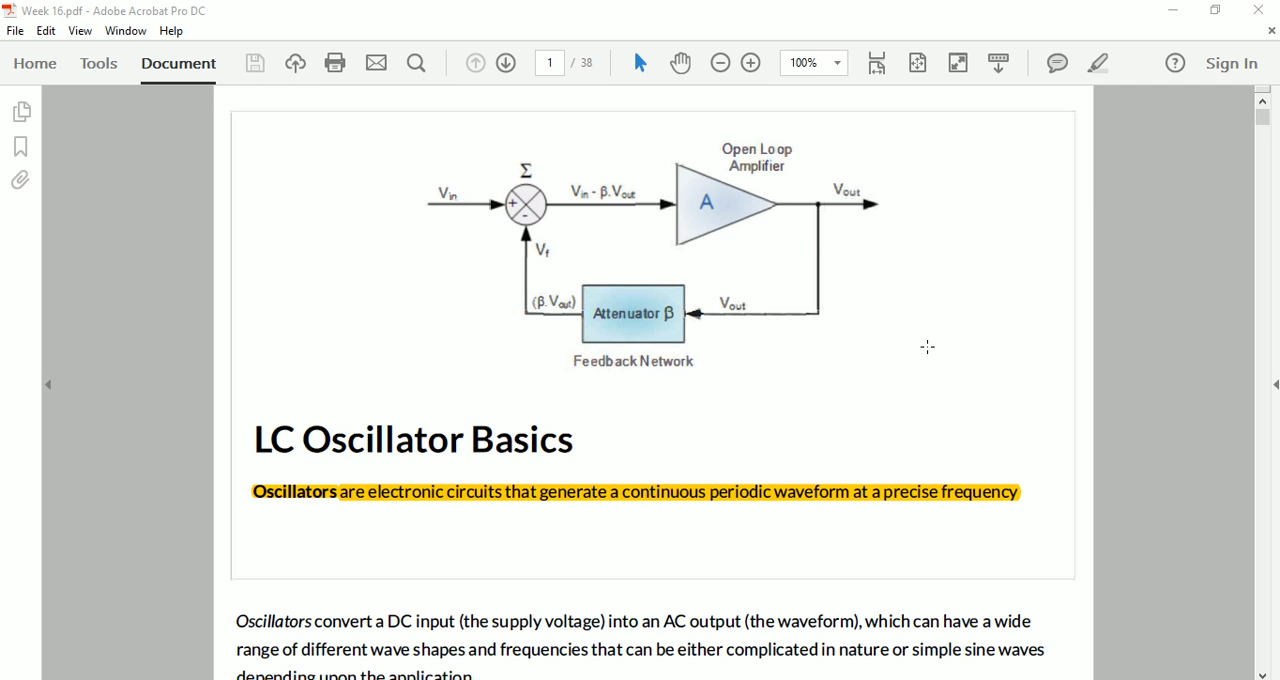 Week 16.pdf - Adobe Acrobat Pro DC
File Edit View Window Help
Home Tools Document 1 / 38 100% Sign In
Open Loop
Amplifier
Σ
Vin Vin - β.Vout A Vout
+
-
Vf
(β.Vout) Attenuator β Vout
Feedback Network
LC Oscillator Basics
Oscillators are electronic circuits that generate a continuous periodic waveform at a precise frequency
Oscillators convert a DC input (the supply voltage) into an AC output (the waveform), which can have a wide
range of different wave shapes and frequencies that can be either complicated in nature or simple sine waves
depending upon the application.